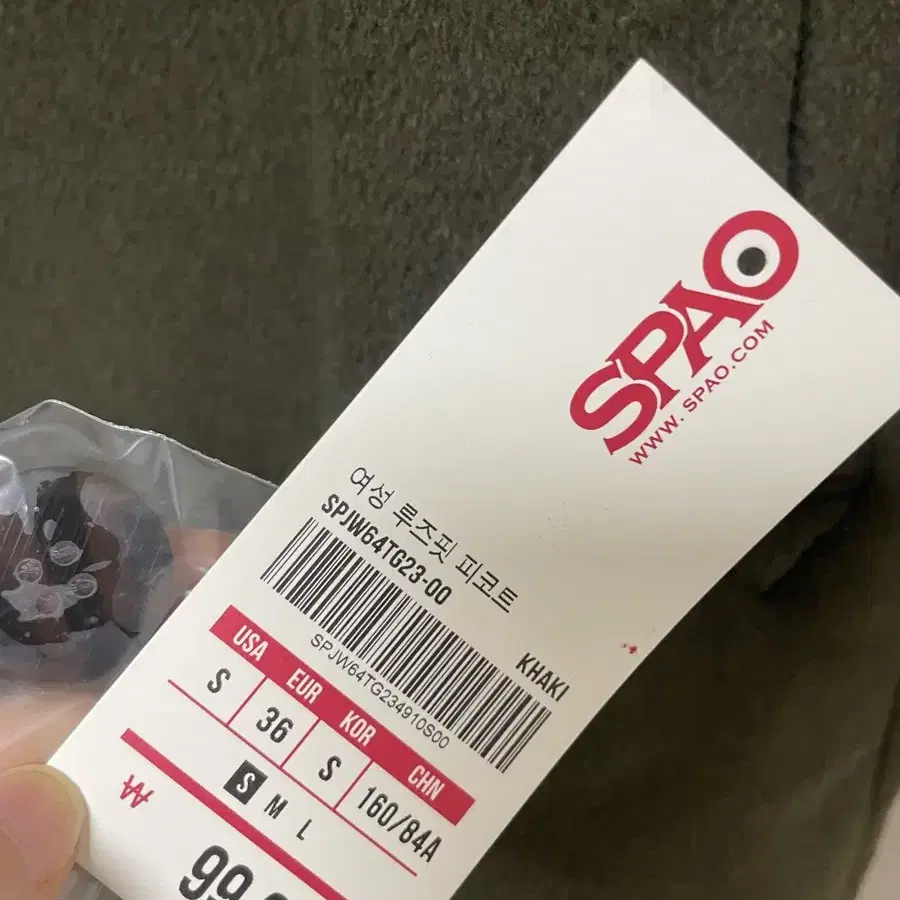 SPAO
WWW.SPAO.COM
여성 루즈핏 피코트
SPJW64TG23-00
KHAKI
SPJW64TG234910S00
USA EUR KOR CHN
S 36 S 160/84A
S M L